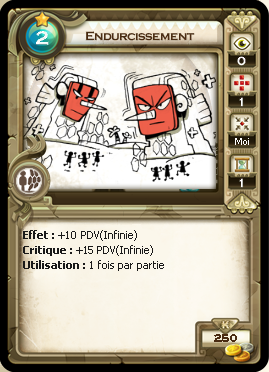 2
ENDURCISSEMENT
0
1
Moi
1
Effet : +10 PDV(Infinie)
Critique : +15 PDV(Infinie)
Utilisation : 1 fois par partie
K
250